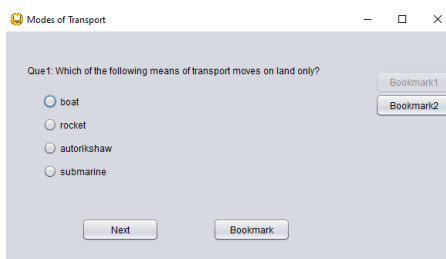 Modes of Transport
Que1: Which of the following means of transport moves on land only?
Bookmark1
boat
Bookmark2
rocket
autorikshaw
submarine
Next Bookmark